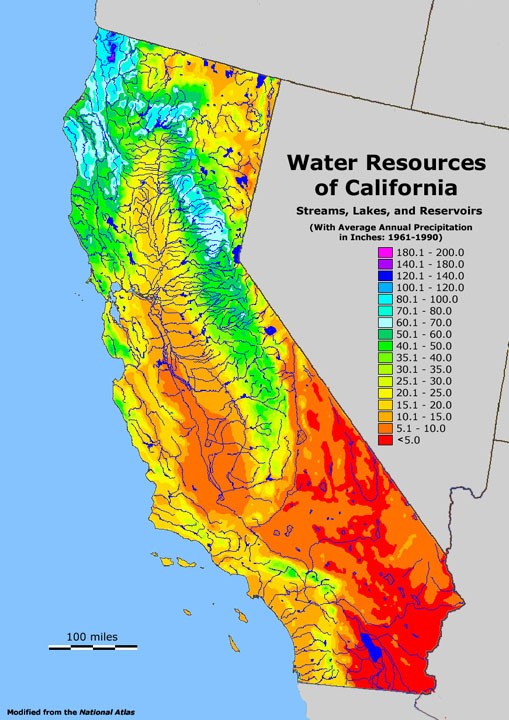 Water Resources
of California
Streams, Lakes, and Reservoirs
(With Average Annual Precipitation
in Inches: 1961-1990)
180.1 - 200.0
140.1 - 180.0
120.1 - 140.0
100.1 - 120.0
80.1 - 100.0
70.1 - 80.0
60.1 - 70.0
50.1 - 60.0
40.1 - 50.0
35.1 - 40.0
30.1 - 35.0
25.1 - 30.0
20.1 - 25.0
15.1 - 20.0
10.1 - 15.0
5.1 - 10.0
<5.0
100 miles
Modified from the National Atlas